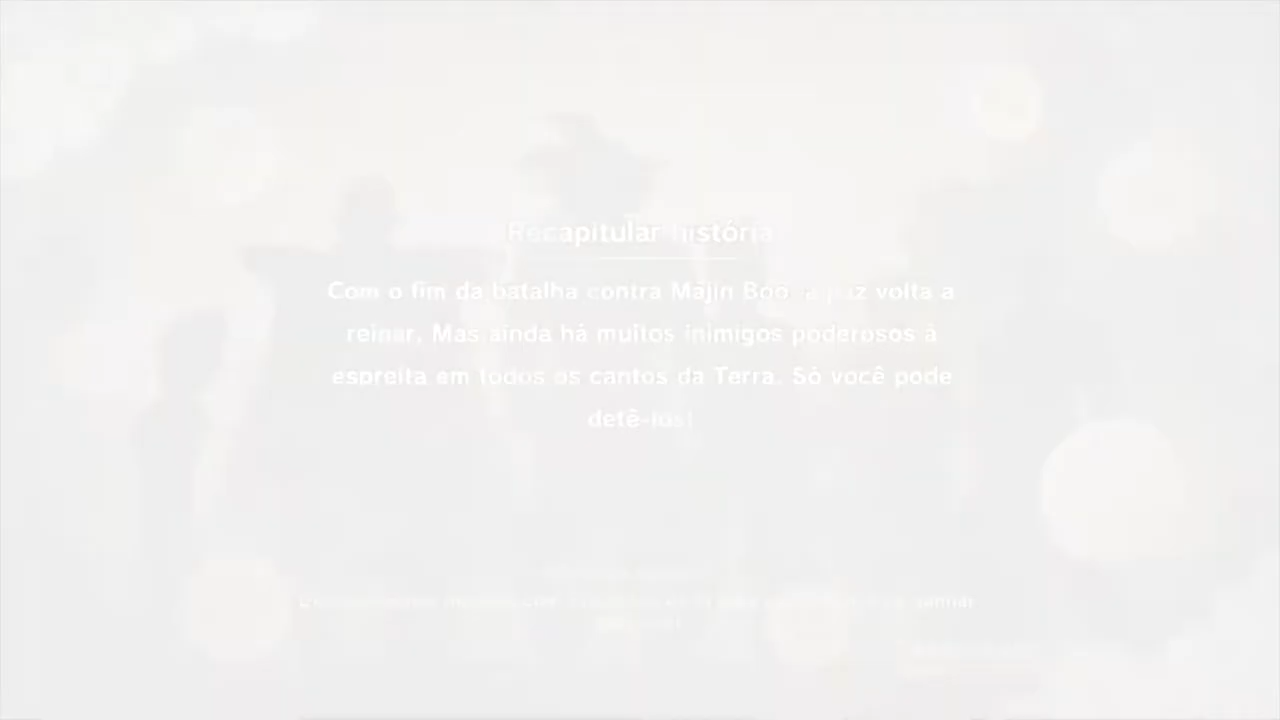 Recapitular história
Com o fim da batalha contra Majin Boo, a paz volta a
reinar. Mas ainda há muitos inimigos poderosos à
espreita em todos os cantos da Terra. Só você pode
detê-los!